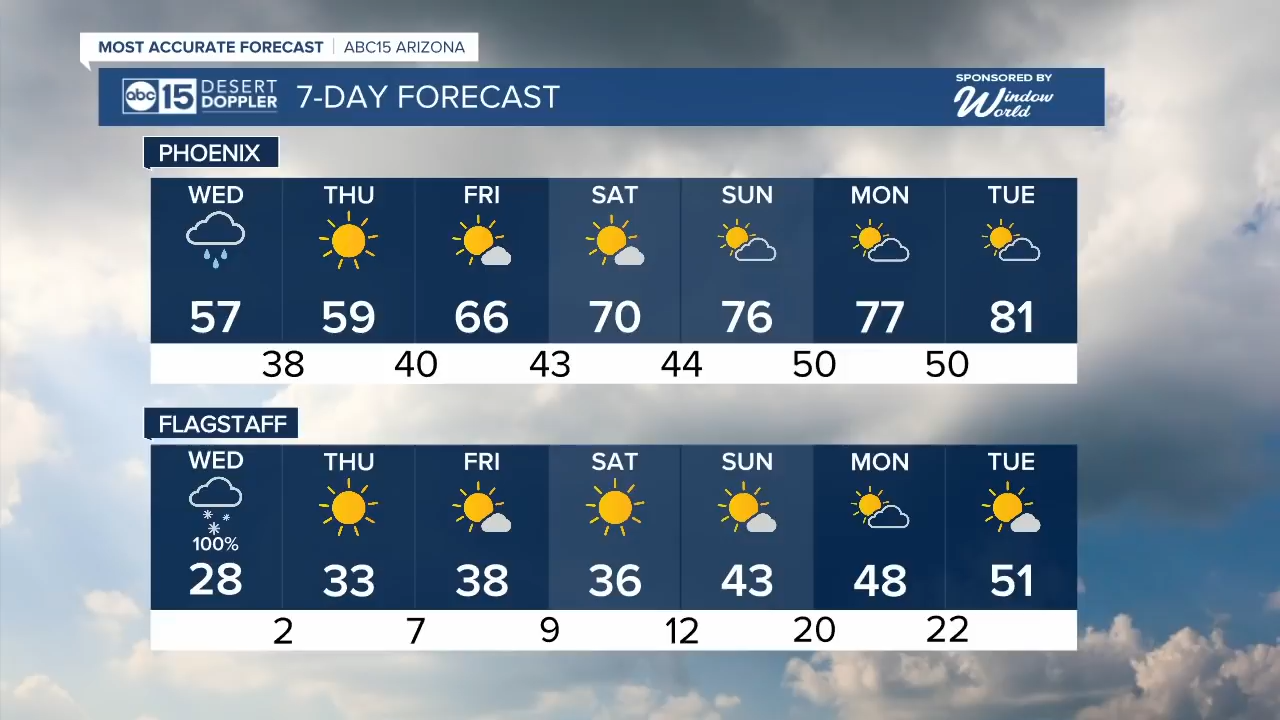 MOST ACCURATE FORECAST | ABC15 ARIZONA
abc 15 DESERT DOPPLER 7-DAY FORECAST
SPONSORED BY
Window World
PHOENIX
WED THU FRI SAT SUN MON TUE
57 59 66 70 76 77 81
38 40 43 44 50 50
FLAGSTAFF
WED THU FRI SAT SUN MON TUE
100%
28 33 38 36 43 48 51
2 7 9 12 20 22